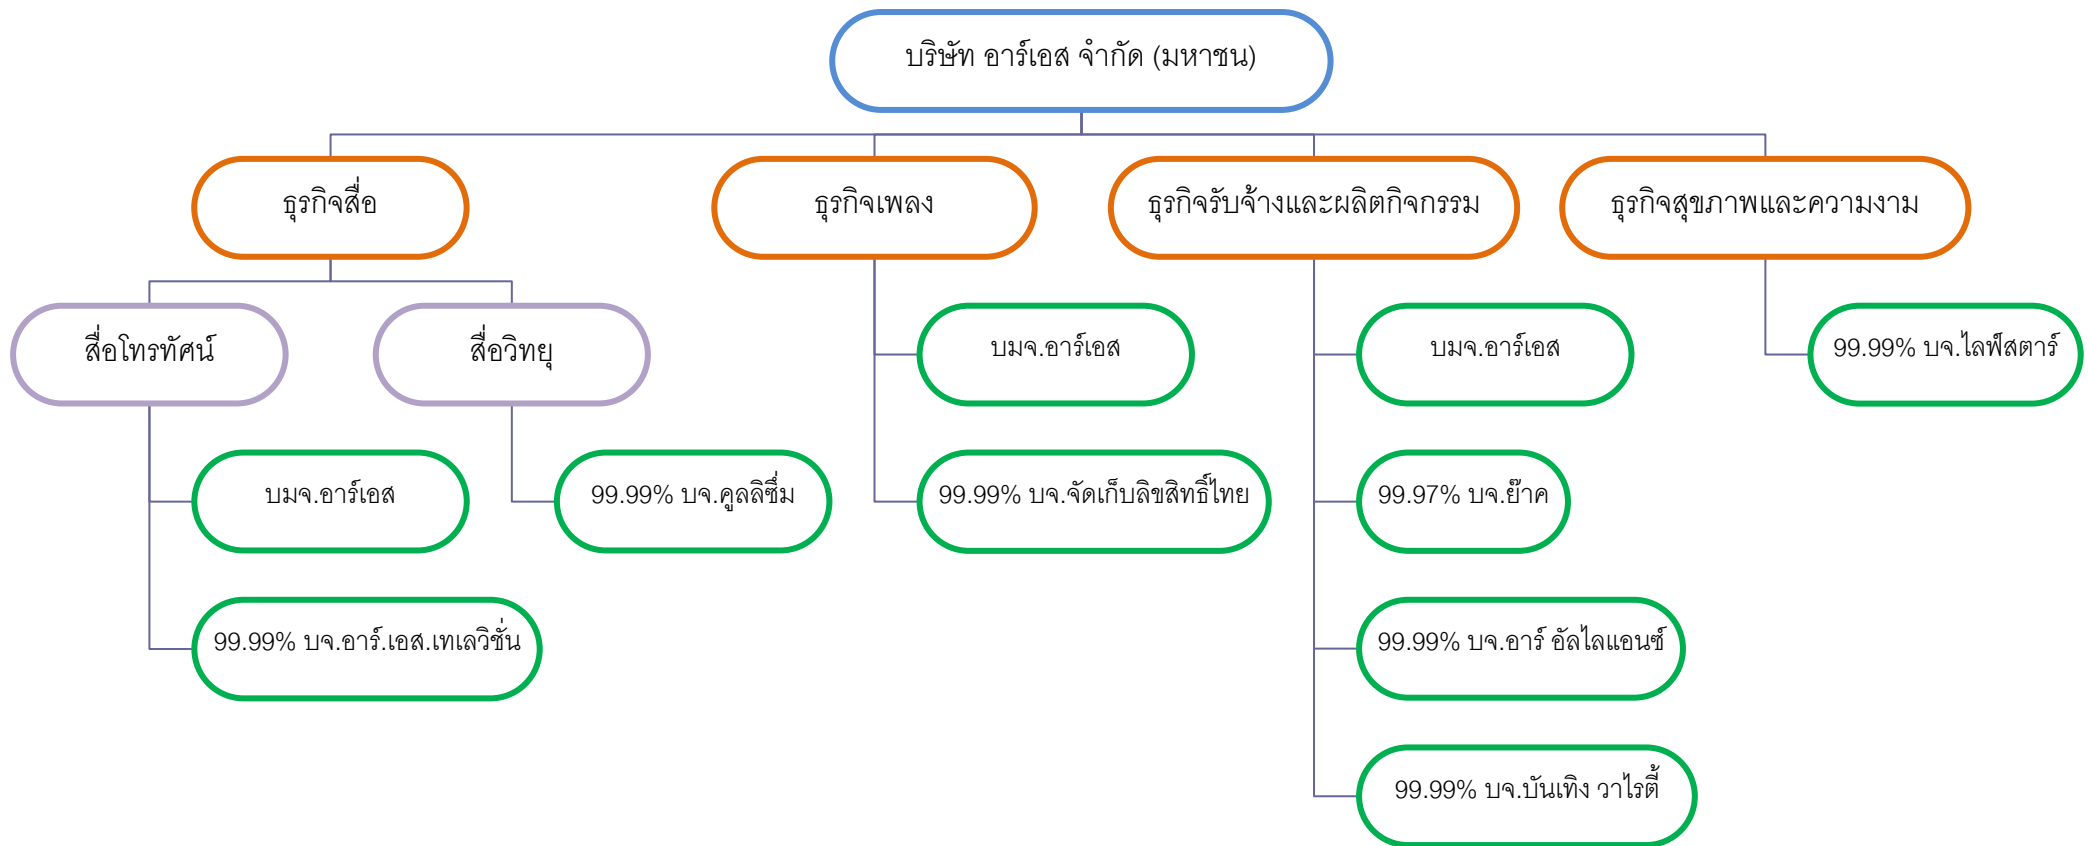 บริษัท อาร์เอส จำกัด (มหาชน)
ธุรกิจสื่อ
ธุรกิจเพลง
ธุรกิจรับจ้างและผลิตกิจกรรม
ธุรกิจสุขภาพและความงาม
สื่อโทรทัศน์
สื่อวิทยุ
บมจ.อาร์เอส
บมจ.อาร์เอส
99.99% บจ.ไลฟ์สตาร์
บมจ.อาร์เอส
99.99% บจ.คูลลิซึ่ม
99.99% บจ.จัดเก็บลิขสิทธิ์ไทย
99.97% บจ.ย๊าค
99.99% บจ.อาร์.เอส.เทเลวิชั่น
99.99% บจ.อาร์ อัลไลแอนซ์
99.99% บจ.บันเทิง วาไรตี้